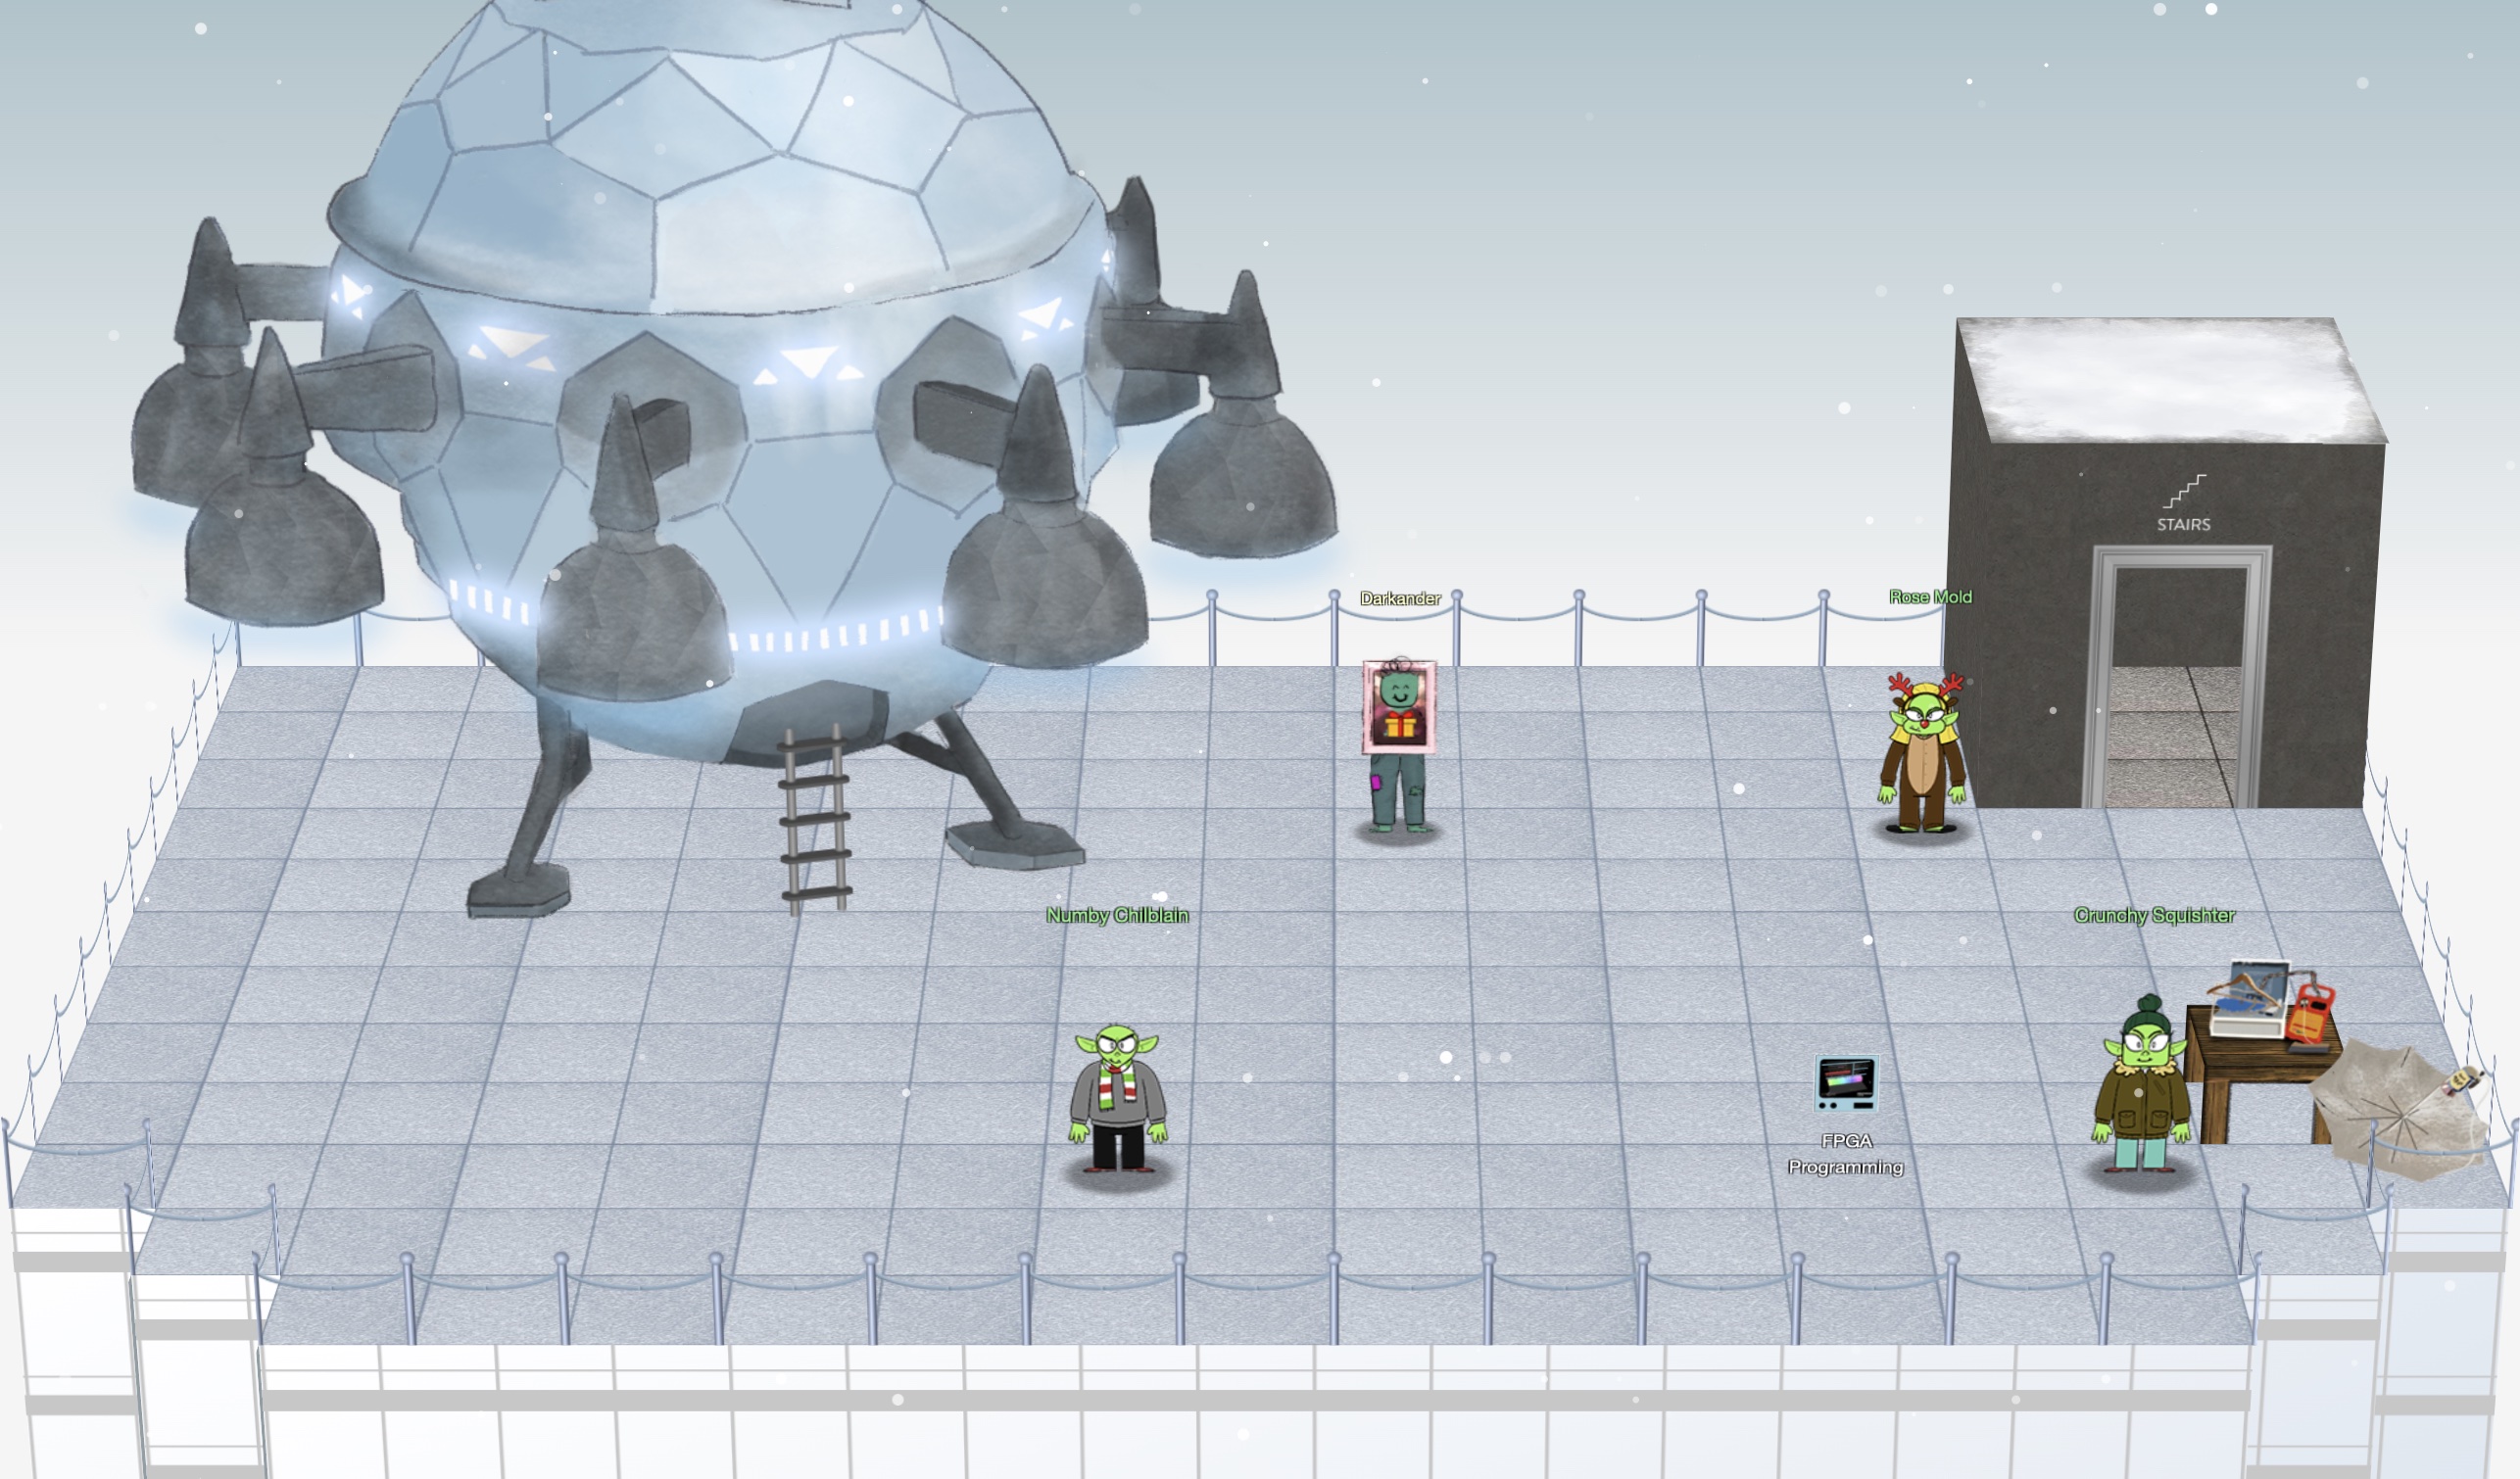 STAIRS
Darkander
Rose Mold
Numby Chilblain
Crunchy Squishter
FPGA
Programming